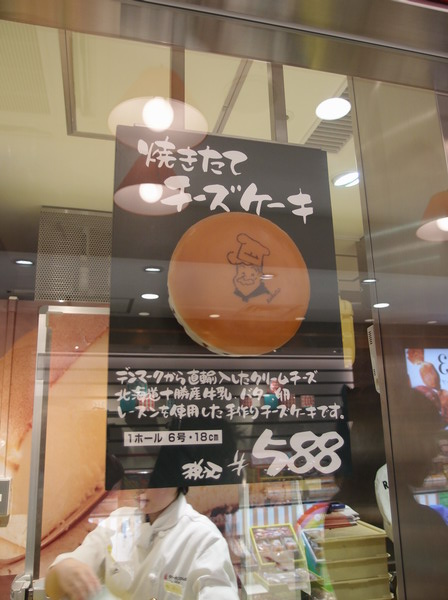 焼きたて
チーズケーキ
デンマークから直輸入したクリームチーズ
北海道十勝産牛乳、バター、卵、
レーズンを使用した手作りチーズケーキです。
1ホール 6号・18cm
税込 ¥588